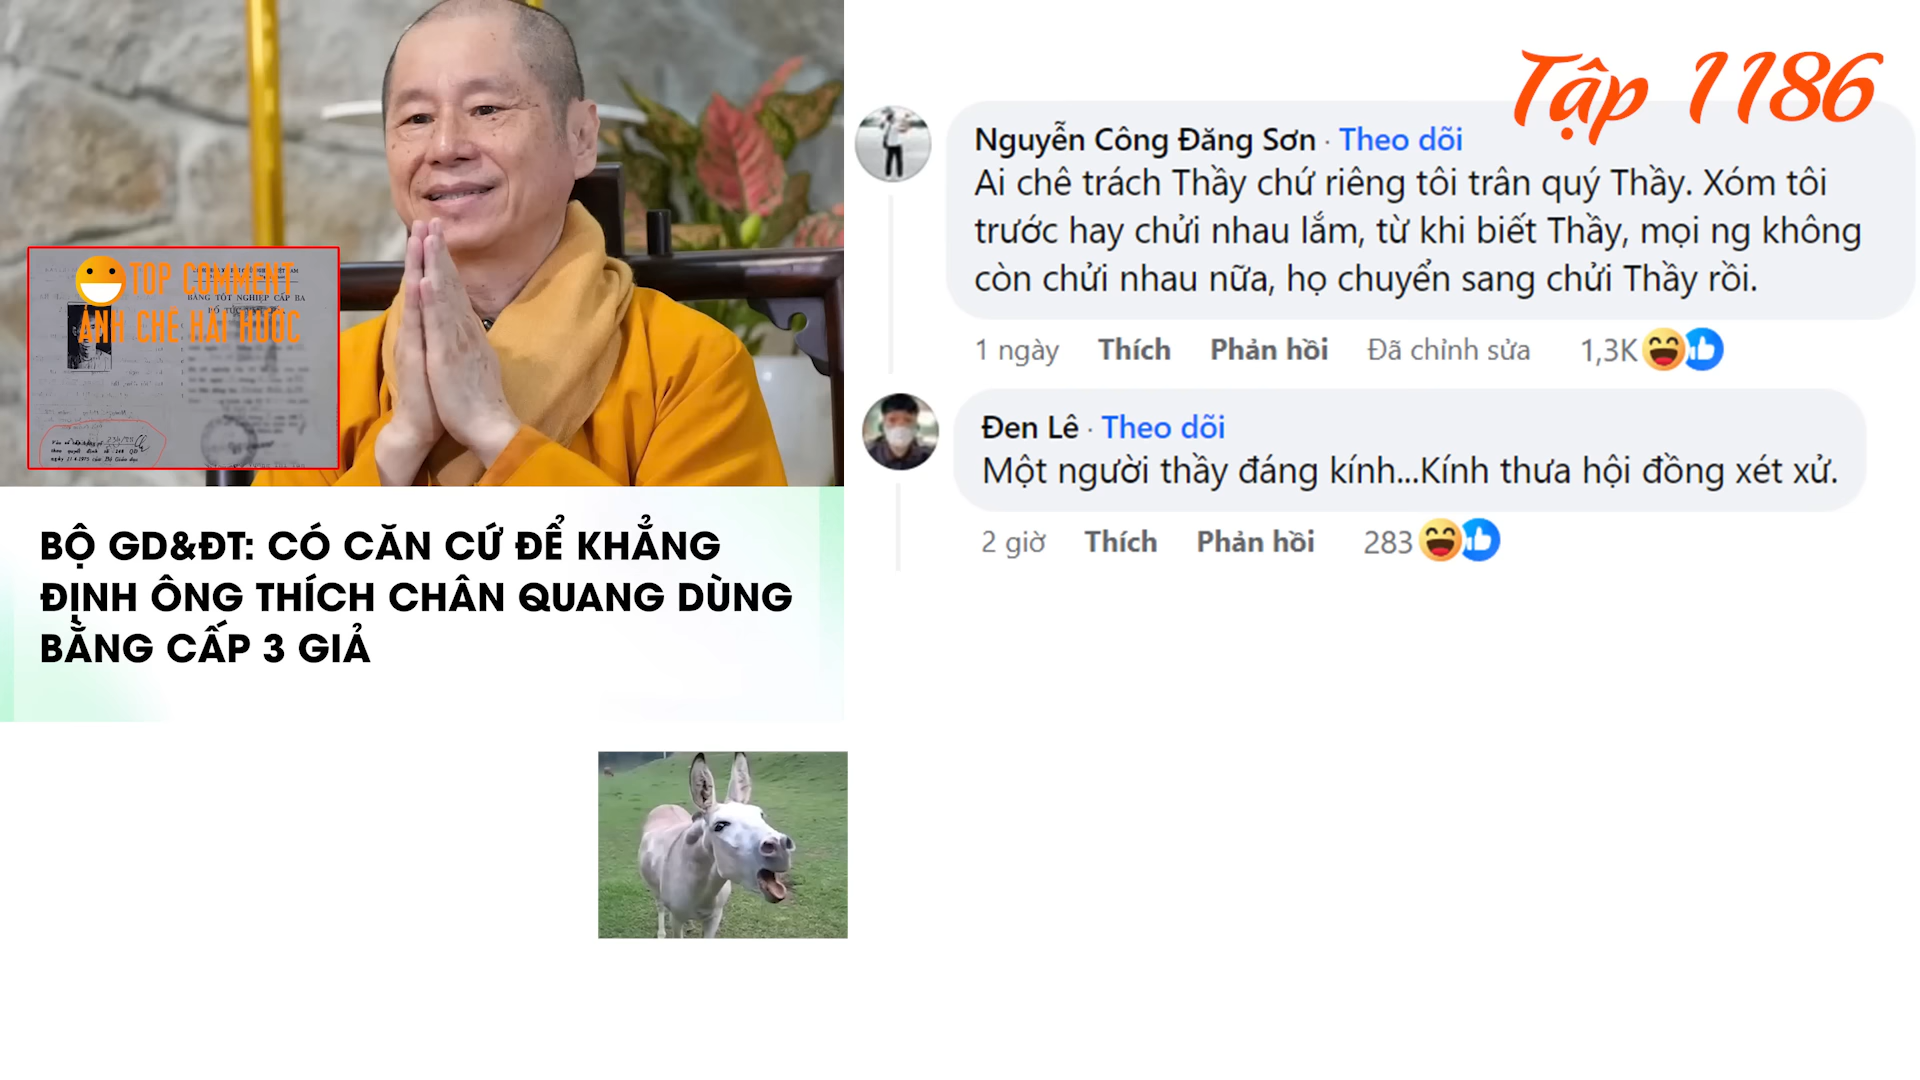 Tập 1186
TOP COMMENT
ẢNH CHẾ HÀI HƯỚC
BẰNG TỐT NGHIỆP CẤP BA
BỔ TÚC
BỘ GD&ĐT: CÓ CĂN CỨ ĐỂ KHẲNG
ĐỊNH ÔNG THÍCH CHÂN QUANG DÙNG
BẰNG CẤP 3 GIẢ
Nguyễn Công Đăng Sơn · Theo dõi
Ai chê trách Thầy chứ riêng tôi trân quý Thầy. Xóm tôi
trước hay chửi nhau lắm, từ khi biết Thầy, mọi ng không
còn chửi nhau nữa, họ chuyển sang chửi Thầy rồi.
1 ngày Thích Phản hồi Đã chỉnh sửa 1,3K
Đen Lê · Theo dõi
Một người thầy đáng kính...Kính thưa hội đồng xét xử.
2 giờ Thích Phản hồi 283